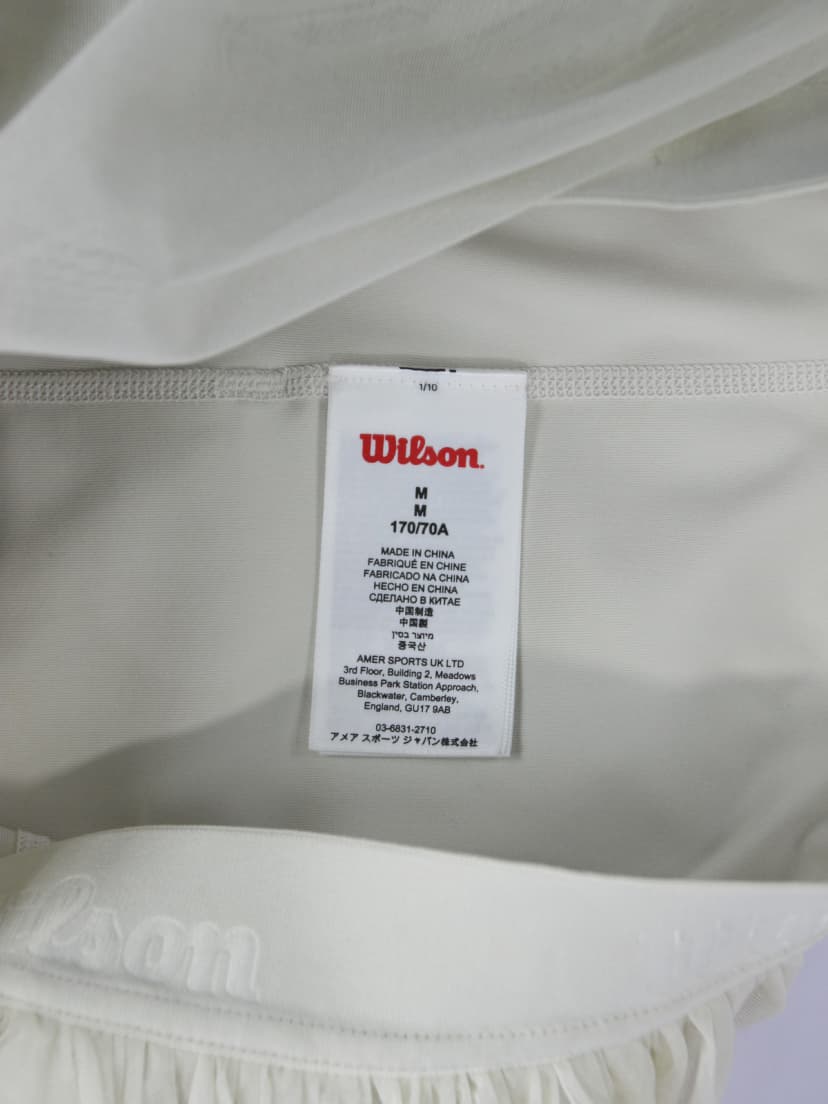 1/10
Wilson.
M
M
170/70A
MADE IN CHINA
FABRIQUÉ EN CHINE
FABRICADO NA CHINA
HECHO EN CHINA
СДЕЛАНО В КИТАЕ
中国制造
中国製
מיוצר בסין
중국산
AMER SPORTS UK LTD
3rd Floor, Building 2, Meadows
Business Park Station Approach,
Blackwater, Camberley,
England, GU17 9AB
03-6831-2710
アメア スポーツ ジャパン株式会社
ilson